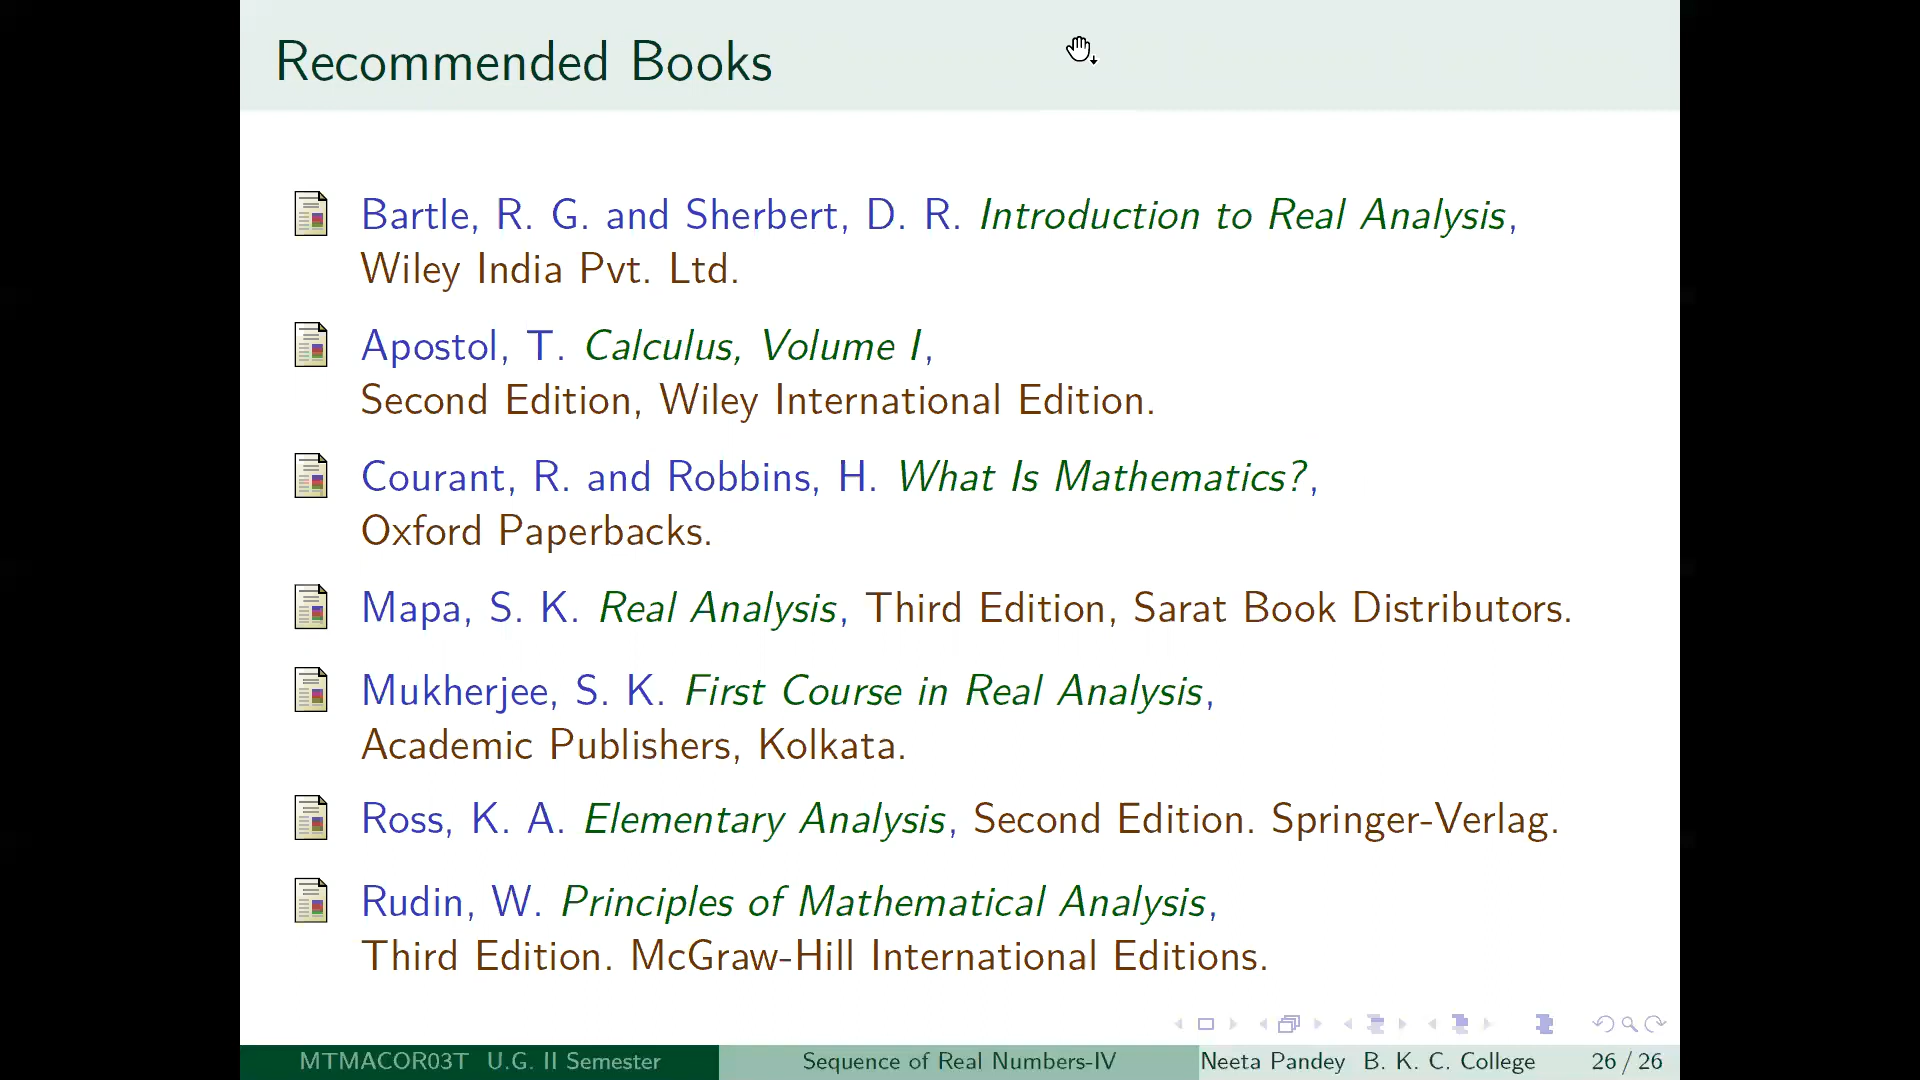 Recommended Books
Bartle, R. G. and Sherbert, D. R. Introduction to Real Analysis,
Wiley India Pvt. Ltd.
Apostol, T. Calculus, Volume I,
Second Edition, Wiley International Edition.
Courant, R. and Robbins, H. What Is Mathematics?,
Oxford Paperbacks.
Mapa, S. K. Real Analysis, Third Edition, Sarat Book Distributors.
Mukherjee, S. K. First Course in Real Analysis,
Academic Publishers, Kolkata.
Ross, K. A. Elementary Analysis, Second Edition. Springer-Verlag.
Rudin, W. Principles of Mathematical Analysis,
Third Edition. McGraw-Hill International Editions.
MTMACOR03T U.G. II Semester Sequence of Real Numbers-IV Neeta Pandey B. K. C. College 26 / 26